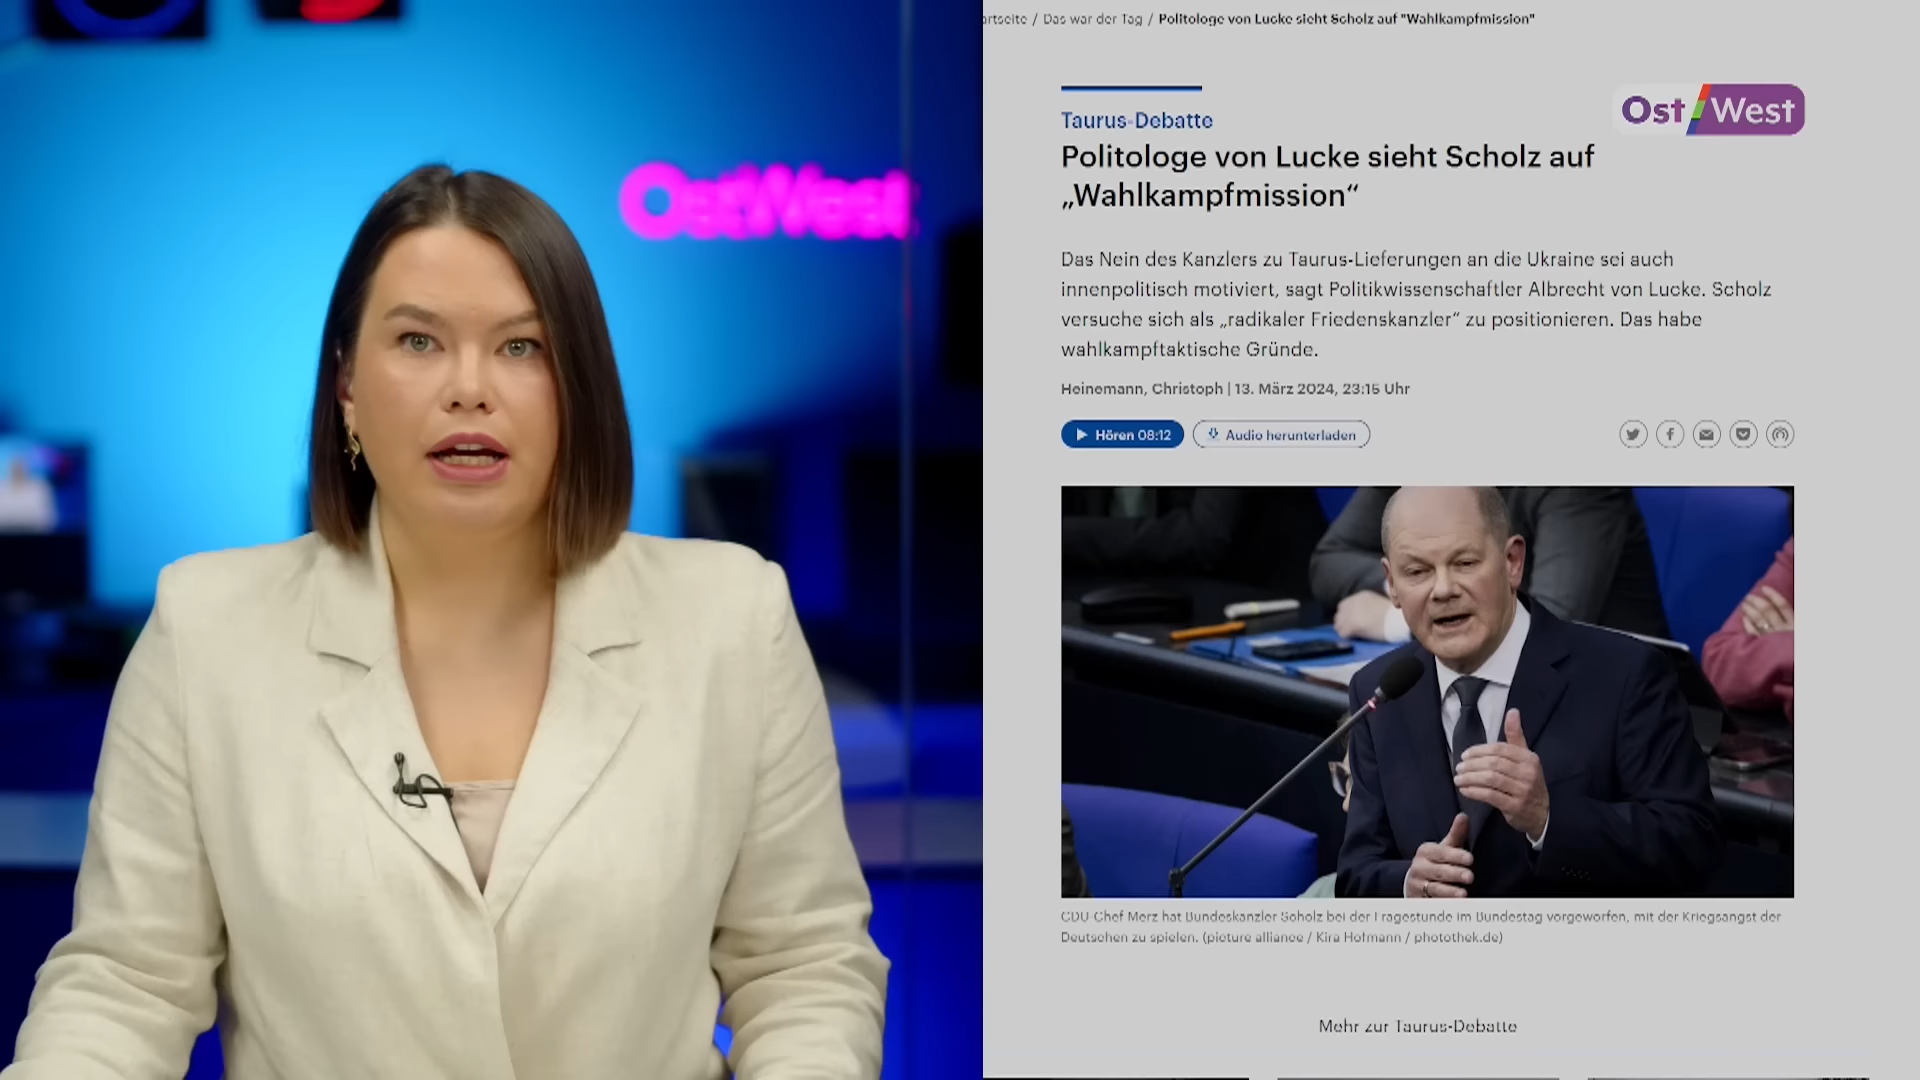 OstWest
artseite / Das war der Tag / Politologe von Lucke sieht Scholz auf "Wahlkampfmission"
Ost West
Taurus-Debatte
Politologe von Lucke sieht Scholz auf
„Wahlkampfmission“
Das Nein des Kanzlers zu Taurus-Lieferungen an die Ukraine sei auch
innenpolitisch motiviert, sagt Politikwissenschaftler Albrecht von Lucke. Scholz
versuche sich als „radikaler Friedenskanzler“ zu positionieren. Das habe
wahlkampftaktische Gründe.
Heinemann, Christoph | 13. März 2024, 23:15 Uhr
Hören 08:12
Audio herunterladen
CDU-Chef Merz hat Bundeskanzler Scholz bei der Fragestunde im Bundestag vorgeworfen, mit der Kriegsangst der
Deutschen zu spielen. (picture alliance / Kira Hofmann / photothek.de)
Mehr zur Taurus-Debatte